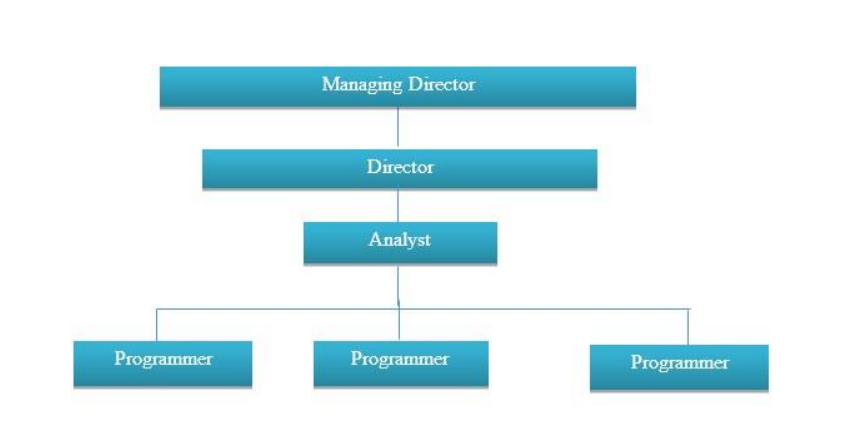 Managing Director
Director
Analyst
Programmer
Programmer
Programmer